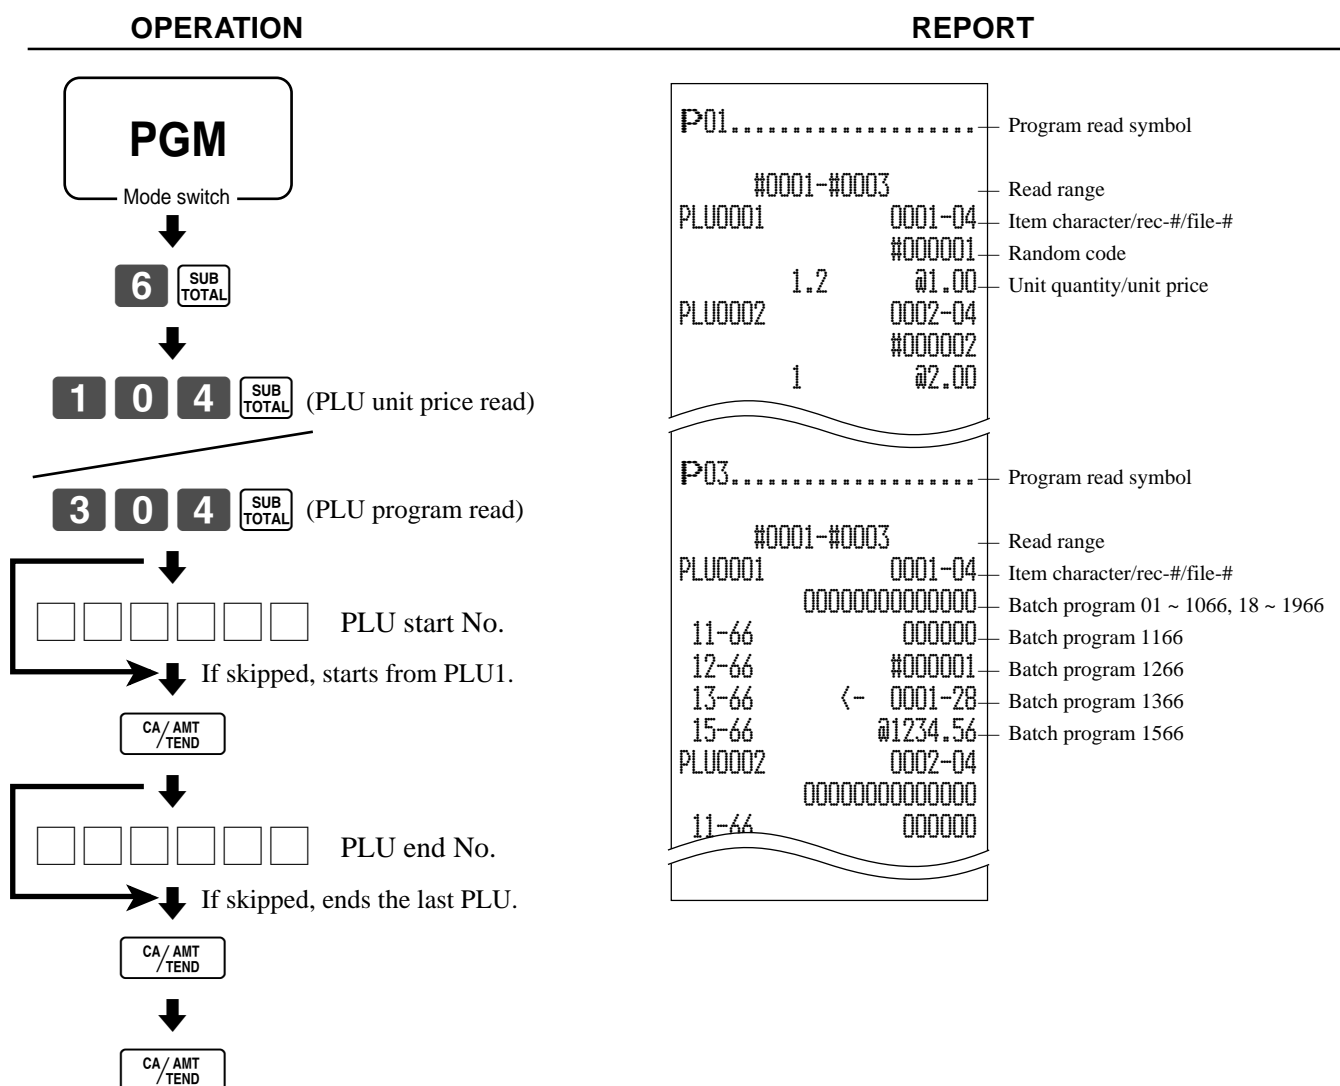 OPERATION
PGM
Mode switch
6 SUB TOTAL
1 0 4 SUB TOTAL (PLU unit price read)
3 0 4 SUB TOTAL (PLU program read)
PLU start No.
If skipped, starts from PLU1.
CA/AMT TEND
PLU end No.
If skipped, ends the last PLU.
CA/AMT TEND
CA/AMT TEND
REPORT
P01.................... Program read symbol
#0001-#0003 Read range
PLU0001 0001-04 Item character/rec-#/file-#
#000001 Random code
1.2 @1.00 Unit quantity/unit price
PLU0002 0002-04
#000002
1 @2.00
P03.................... Program read symbol
#0001-#0003 Read range
PLU0001 0001-04 Item character/rec-#/file-#
00000000000000 Batch program 01 ~ 1066, 18 ~ 1966
11-66 000000 Batch program 1166
12-66 #000001 Batch program 1266
13-66 <- 0001-28 Batch program 1366
15-66 @1234.56 Batch program 1566
PLU0002 0002-04
00000000000000
11-66 000000